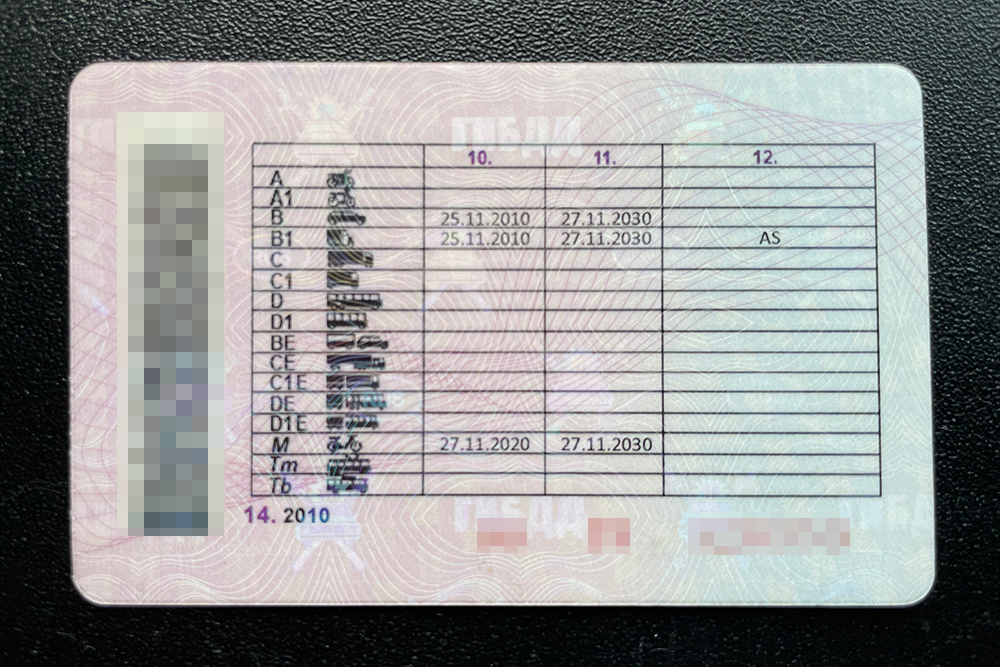 ГИБДД
10. 11. 12.
A
A1
B 25.11.2010 27.11.2030
B1 25.11.2010 27.11.2030 AS
C
C1
D
D1
BE
CE
C1E
DE
D1E
M 27.11.2020 27.11.2030
Tm
Tb
14. 2010
ГИБДД